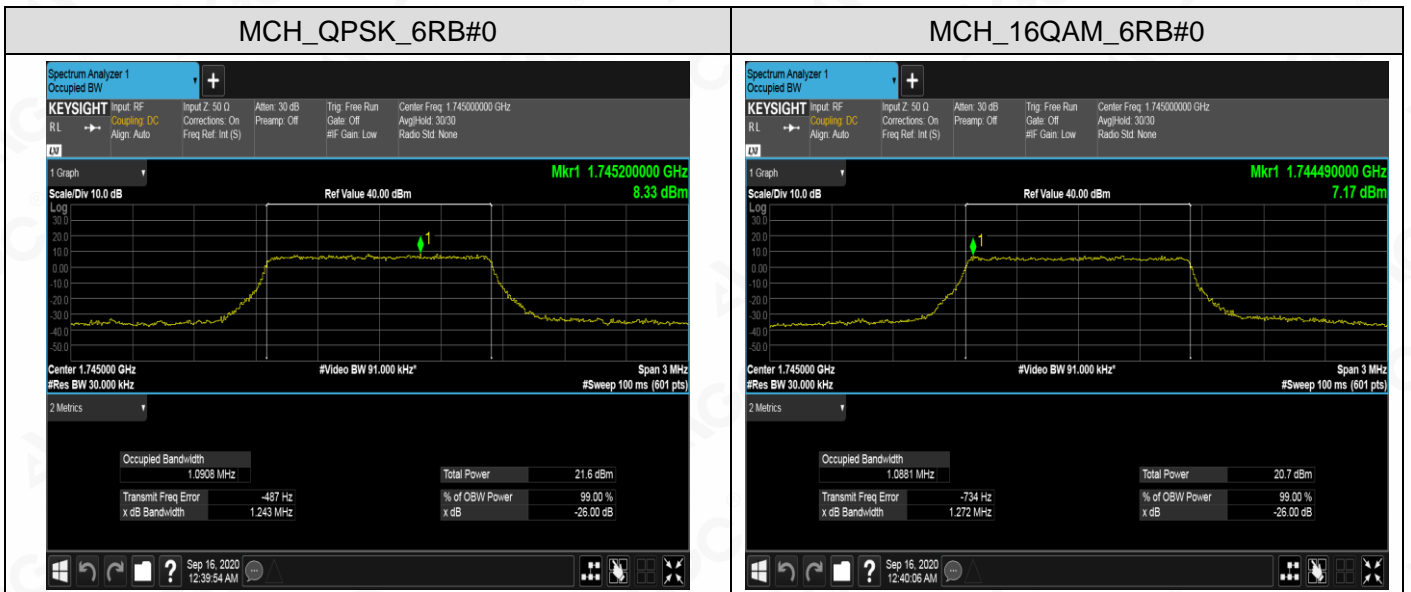 MCH_QPSK_6RB#0
Spectrum Analyzer 1
Occupied BW
+
KEYSIGHT
Input: RF
Input Z: 50 Ω
Atten: 30 dB
Trig: Free Run
Center Freq: 1.745000000 GHz
RL
Coupling: DC
Corrections: On
Preamp: Off
Gate: Off
Avg|Hold: 30/30
Align: Auto
Freq Ref: Int (S)
#IF Gain: Low
Radio Std: None
LXI
1 Graph
Mkr1 1.745200000 GHz
Scale/Div 10.0 dB
Ref Value 40.00 dBm
8.33 dBm
Log
30.0
20.0
1
10.0
0.00
-10.0
-20.0
-30.0
-40.0
-50.0
Center 1.745000 GHz
#Video BW 91.000 kHz*
Span 3 MHz
#Res BW 30.000 kHz
#Sweep 100 ms (601 pts)
2 Metrics
Occupied Bandwidth
1.0908 MHz
Total Power 21.6 dBm
Transmit Freq Error -487 Hz
% of OBW Power 99.00 %
x dB Bandwidth 1.243 MHz
x dB -26.00 dB
?
Sep 16, 2020
12:39:54 AM
MCH_16QAM_6RB#0
Spectrum Analyzer 1
Occupied BW
+
KEYSIGHT
Input: RF
Input Z: 50 Ω
Atten: 30 dB
Trig: Free Run
Center Freq: 1.745000000 GHz
RL
Coupling: DC
Corrections: On
Preamp: Off
Gate: Off
Avg|Hold: 30/30
Align: Auto
Freq Ref: Int (S)
#IF Gain: Low
Radio Std: None
LXI
1 Graph
Mkr1 1.744490000 GHz
Scale/Div 10.0 dB
Ref Value 40.00 dBm
7.17 dBm
Log
30.0
20.0
1
10.0
0.00
-10.0
-20.0
-30.0
-40.0
-50.0
Center 1.745000 GHz
#Video BW 91.000 kHz*
Span 3 MHz
#Res BW 30.000 kHz
#Sweep 100 ms (601 pts)
2 Metrics
Occupied Bandwidth
1.0881 MHz
Total Power 20.7 dBm
Transmit Freq Error -734 Hz
% of OBW Power 99.00 %
x dB Bandwidth 1.272 MHz
x dB -26.00 dB
?
Sep 16, 2020
12:40:06 AM